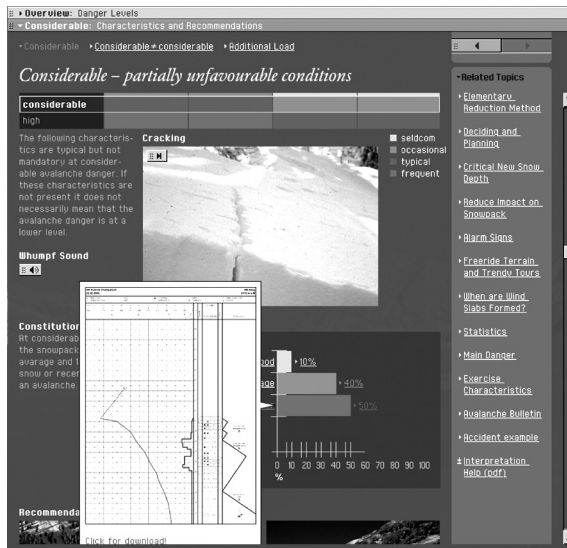 Overview: Danger Levels
Considerable: Characteristics and Recommendations
Considerable Considerable ≠ considerable Additional Load
Considerable – partially unfavourable conditions
considerable
high
The following characteris-
tics are typical but not
mandatory at consider-
able avalanche danger. If
these characteristics are
not present it does not
necessarily mean that the
avalanche danger is at a
lower level.
Cracking
seldcom
occasional
typical
frequent
Whumpf Sound
Constitution
At considerab
the snowpack
avarage and 1
snow or recen
an avalanche.
ood 10%
age 40%
50%
0 10 20 30 40 50 60 70 80 90 100
%
Recommenda
Click for download!
Related Topics
Elementary
Reduction Method
Deciding and
Planning
Critical New Snow
Depth
Reduce Impact on
Snowpack
Alarm Signs
Freeride Terrain
and Trendy Tours
When are Wind
Slabs Formed?
Statistics
Main Danger
Exercise
Characteristics
Avalanche Bulletin
Accident example
Interpretation
Help (pdf)